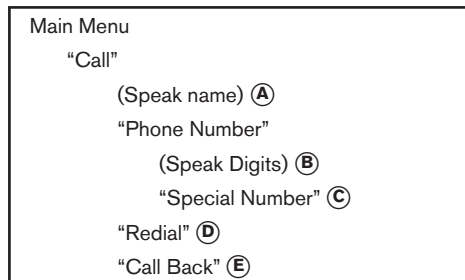 Main Menu
“Call”
(Speak name) Ⓐ
“Phone Number”
(Speak Digits) Ⓑ
“Special Number” Ⓒ
“Redial” Ⓓ
“Call Back” Ⓔ